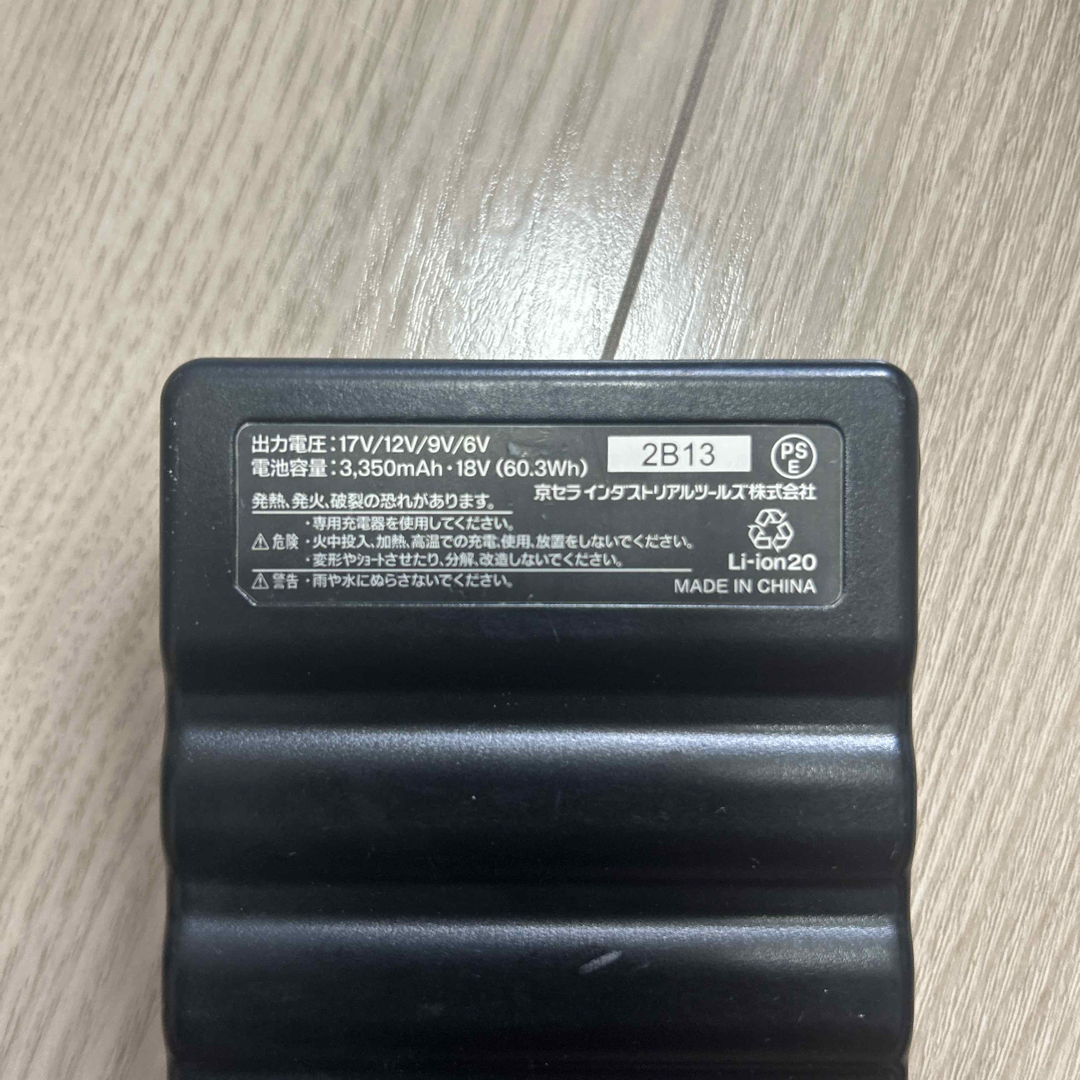 出力電圧:17V/12V/9V/6V
電池容量:3,350mAh・18V (60.3Wh)
2B13
PS
E
京セラインダストリアルツールズ株式会社
発熱、発火、破裂の恐れがあります。
・専用充電器を使用してください。
⚠危険 ・火中投入、加熱、高温での充電、使用、放置をしないでください。
・変形やショートさせたり、分解、改造しないでください。
⚠警告 ・雨や水にぬらさないでください。
Li-ion20
MADE IN CHINA